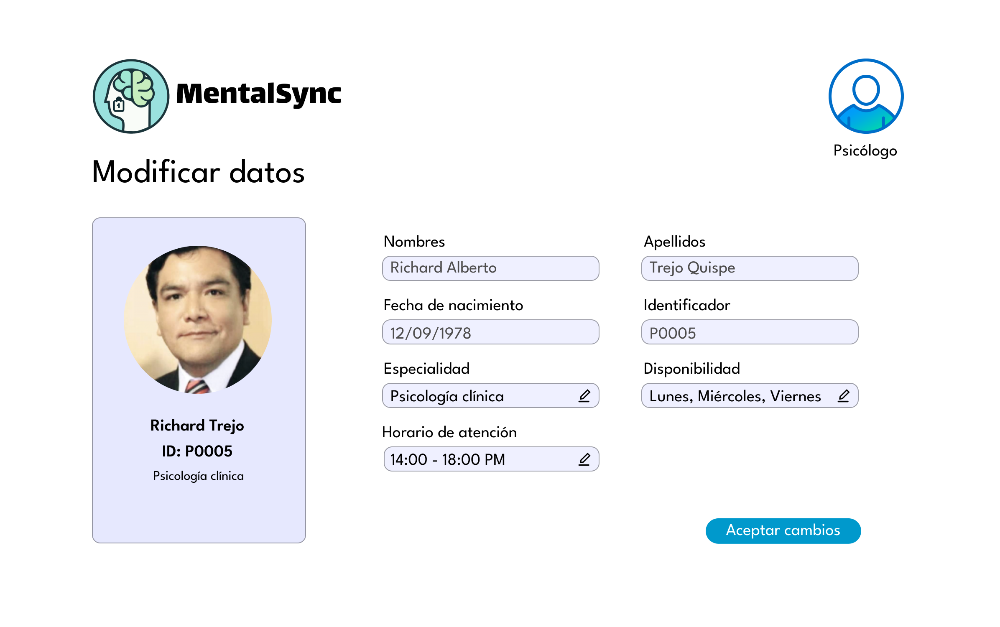 1
MentalSync
Psicólogo
Modificar datos
Richard Trejo
ID: P0005
Psicología clínica
Nombres
Richard Alberto
Apellidos
Trejo Quispe
Fecha de nacimiento
12/09/1978
Identificador
P0005
Especialidad
Psicología clínica
Disponibilidad
Lunes, Miércoles, Viernes
Horario de atención
14:00 - 18:00 PM
Aceptar cambios